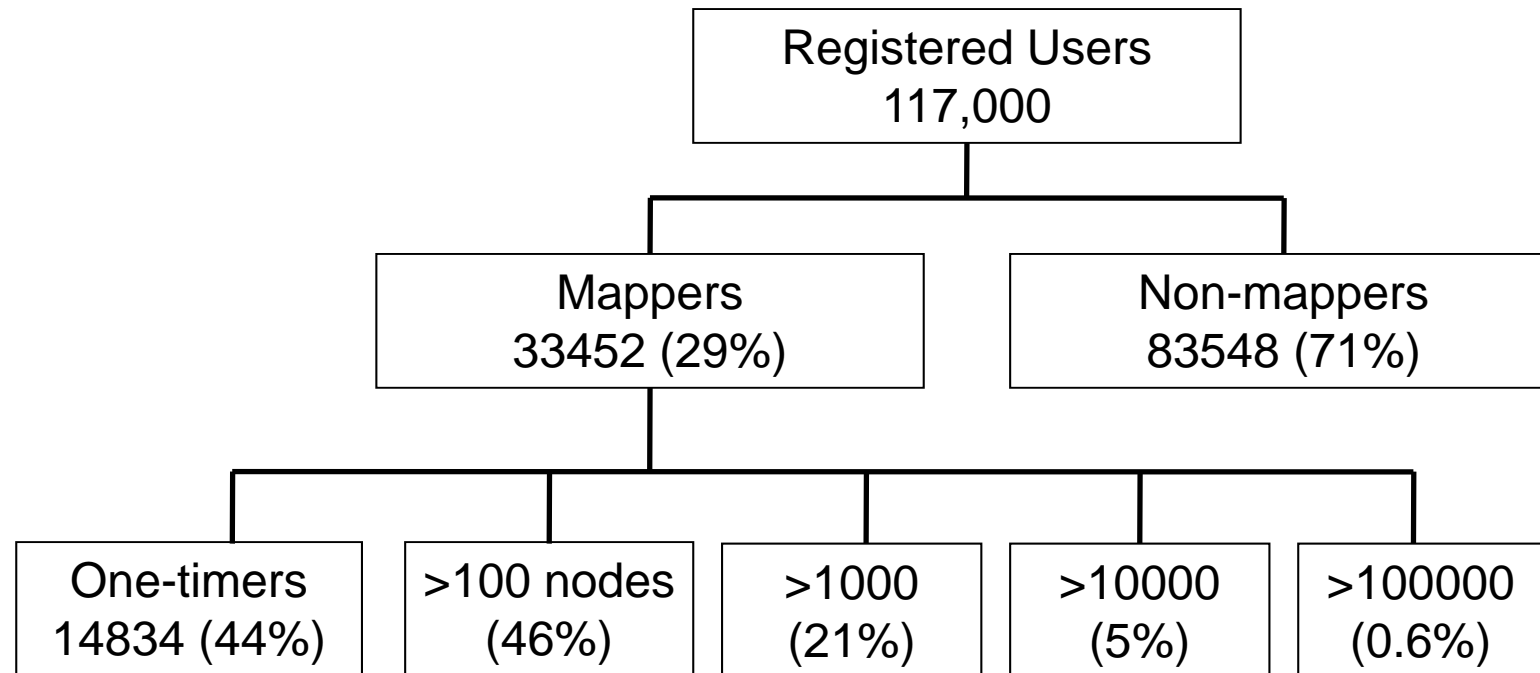 Registered Users
117,000
Mappers
33452 (29%)
Non-mappers
83548 (71%)
One-timers
14834 (44%)
>100 nodes
(46%)
>1000
(21%)
>10000
(5%)
>100000
(0.6%)